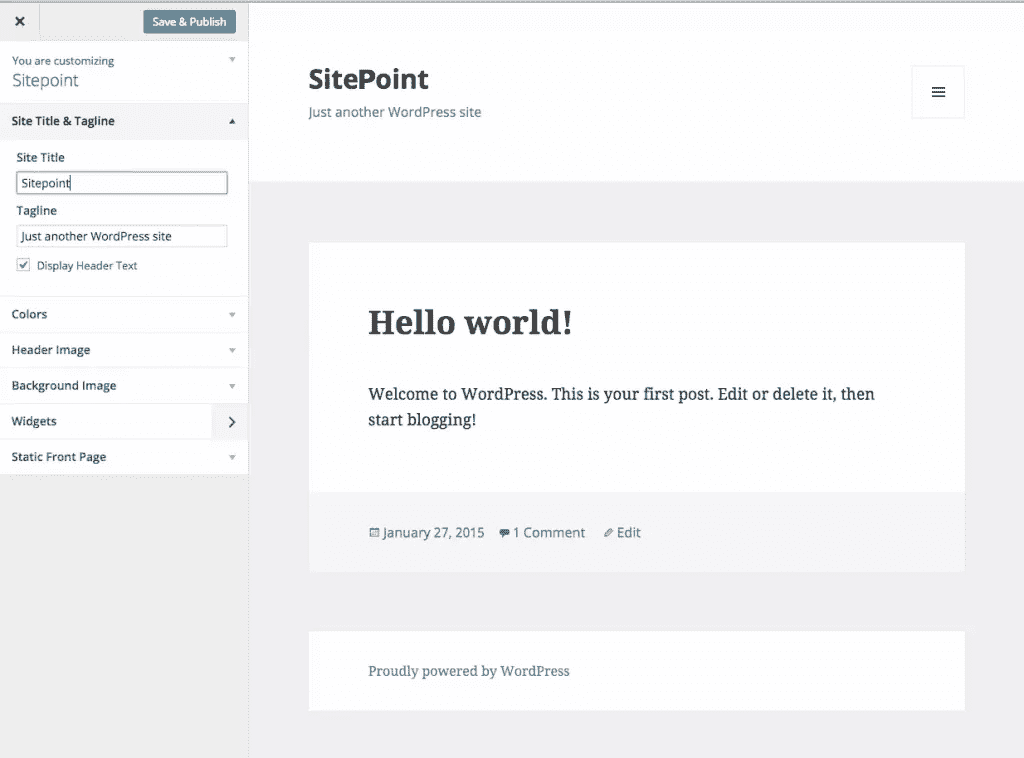 Save & Publish
You are customizing
Sitepoint
Site Title & Tagline
Site Title
Sitepoint
Tagline
Just another WordPress site
Display Header Text
Colors
Header Image
Background Image
Widgets
Static Front Page
SitePoint
Just another WordPress site
Hello world!
Welcome to WordPress. This is your first post. Edit or delete it, then
start blogging!
January 27, 2015 1 Comment Edit
Proudly powered by WordPress